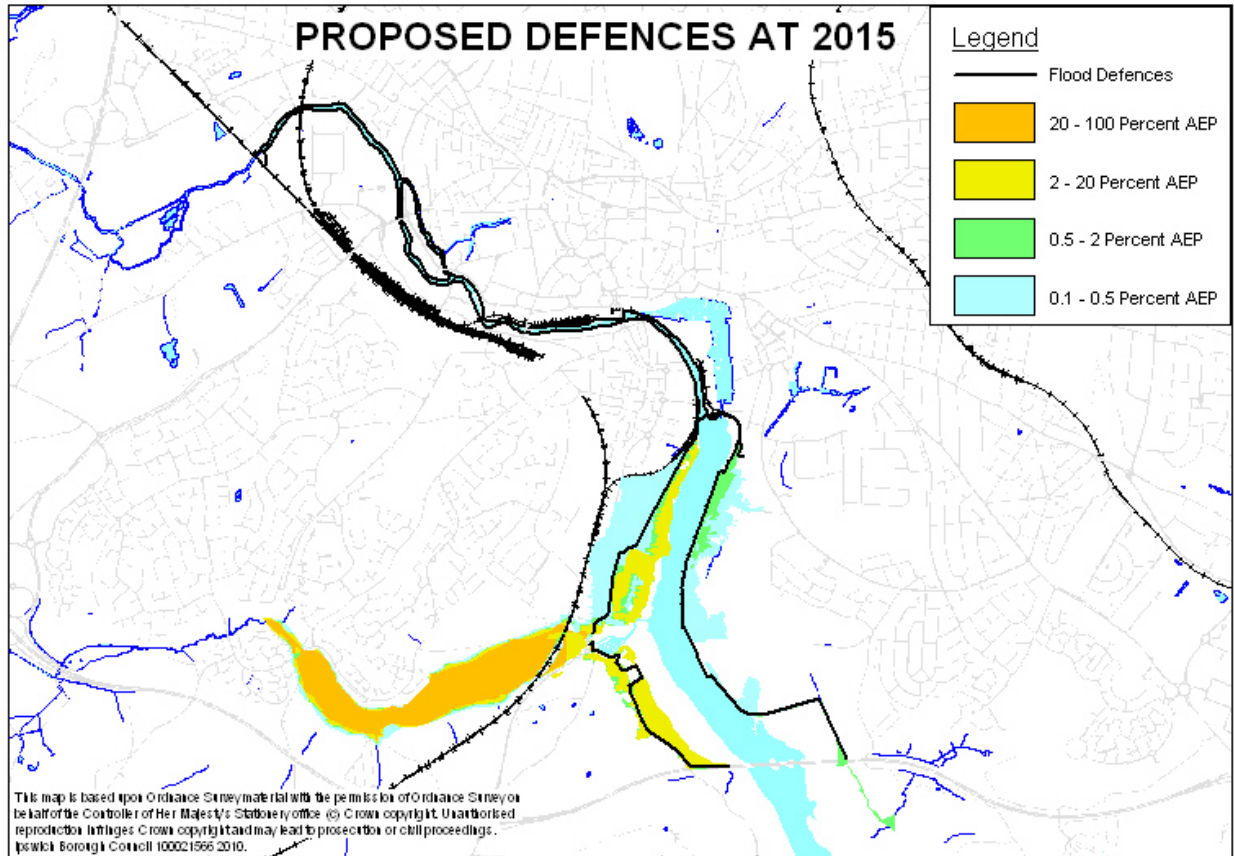 PROPOSED DEFENCES AT 2015
Legend
Flood Defences
20 - 100 Percent AEP
2 - 20 Percent AEP
0.5 - 2 Percent AEP
0.1 - 0.5 Percent AEP
This map is based upon Ordnance Survey material with the permission of Ordnance Survey on
behalf of the Controller of Her Majesty's Stationery office (c) Crown copyright. Unauthorised
reproduction infringes Crown copyright and may lead to prosecution or civil proceedings.
Ipswich Borough Council 100021566 2010.